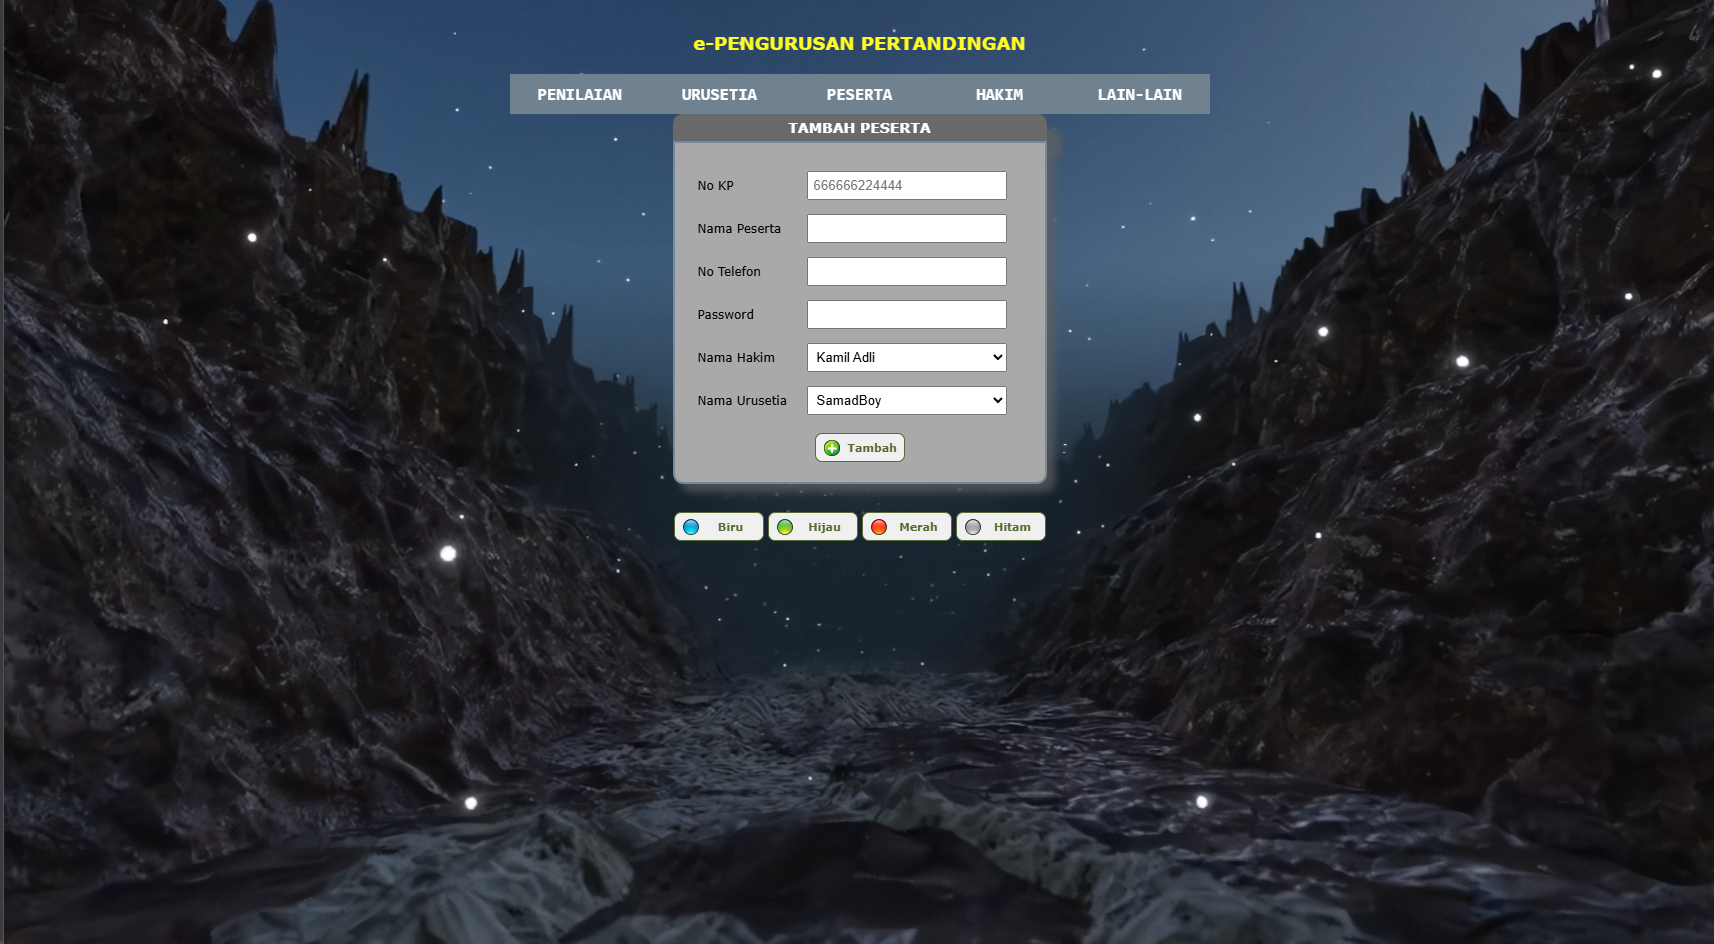 e-PENGURUSAN PERTANDINGAN
PENILAIAN URUSETIA PESERTA HAKIM LAIN-LAIN
TAMBAH PESERTA
No KP 666666224444
Nama Peserta
No Telefon
Password
Nama Hakim Kamil Adli
Nama Urusetia SamadBoy
Tambah
Biru Hijau Merah Hitam